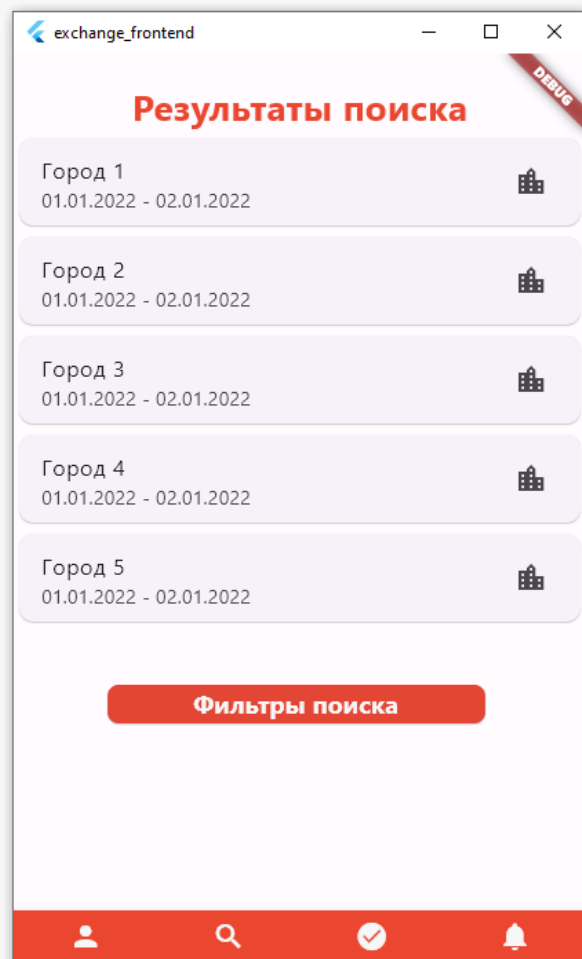 exchange_frontend
DEBUG
Результаты поиска
Город 1
01.01.2022 - 02.01.2022
Город 2
01.01.2022 - 02.01.2022
Город 3
01.01.2022 - 02.01.2022
Город 4
01.01.2022 - 02.01.2022
Город 5
01.01.2022 - 02.01.2022
Фильтры поиска